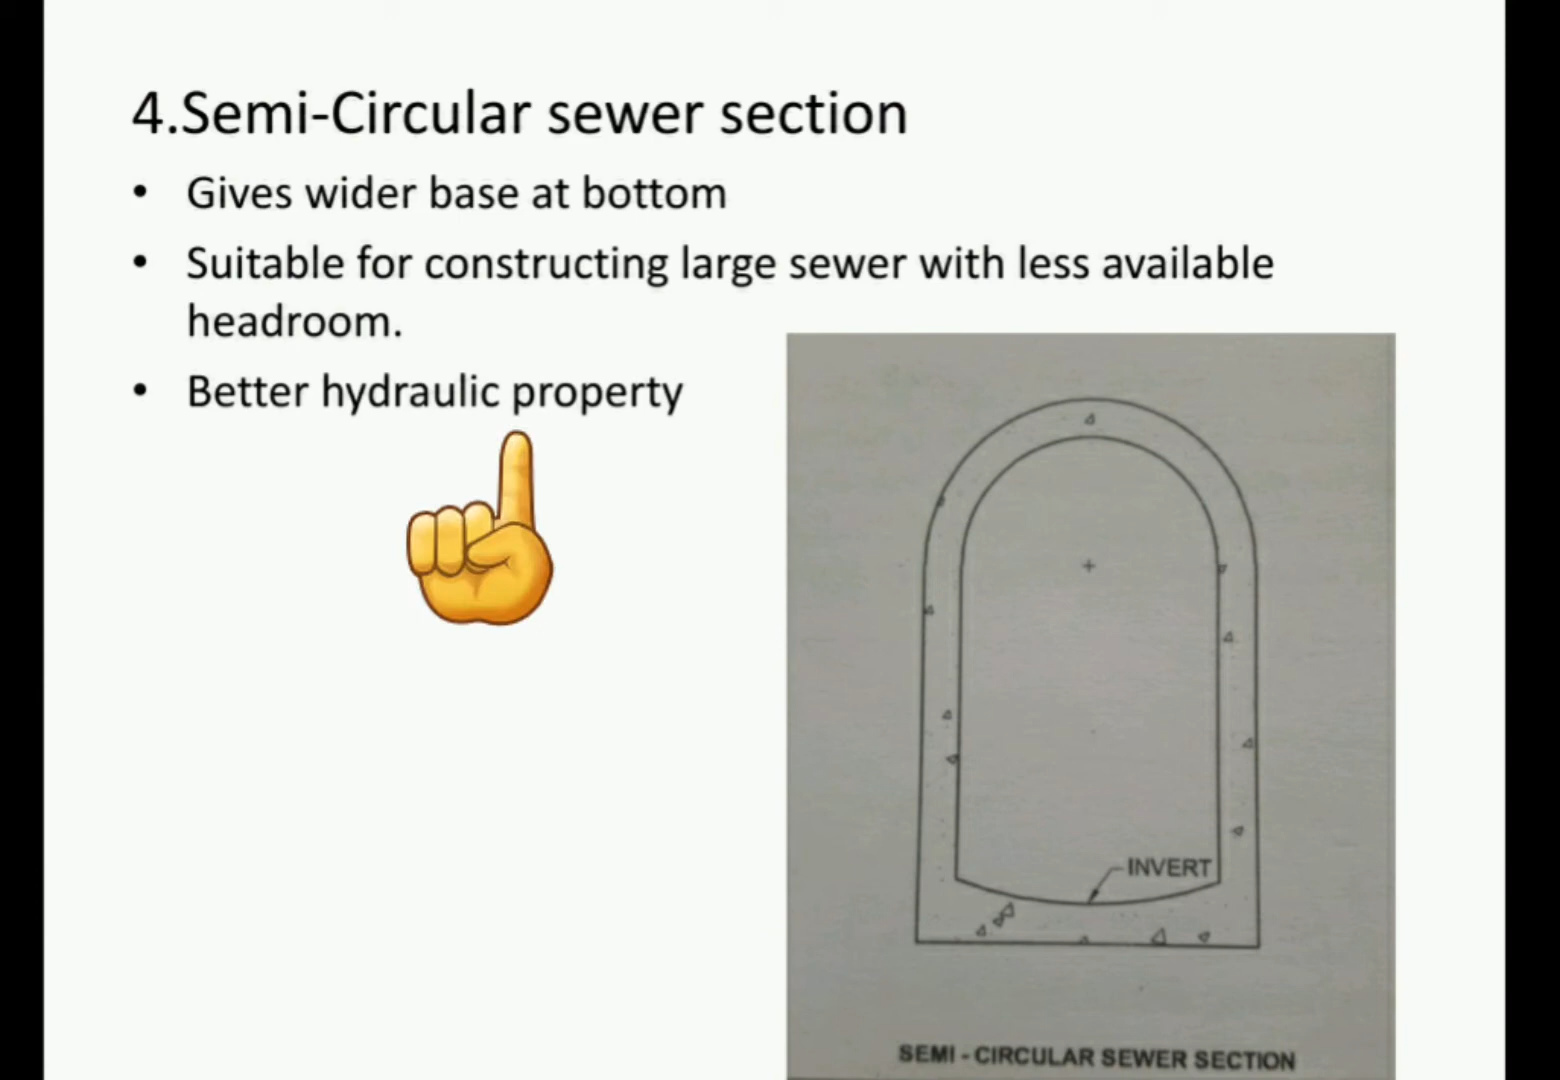 4.Semi-Circular sewer section
• Gives wider base at bottom
• Suitable for constructing large sewer with less available
headroom.
• Better hydraulic property
INVERT
SEMI - CIRCULAR SEWER SECTION